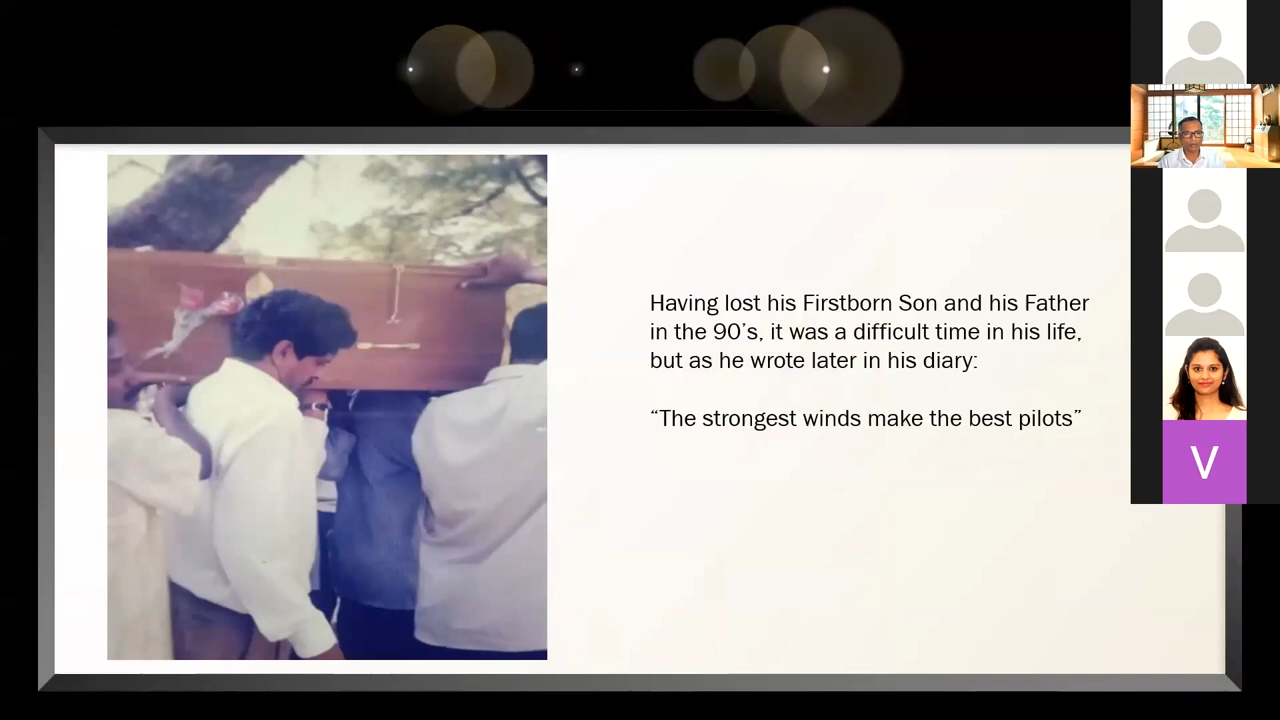 Having lost his Firstborn Son and his Father
in the 90’s, it was a difficult time in his life,
but as he wrote later in his diary:
“The strongest winds make the best pilots”
V